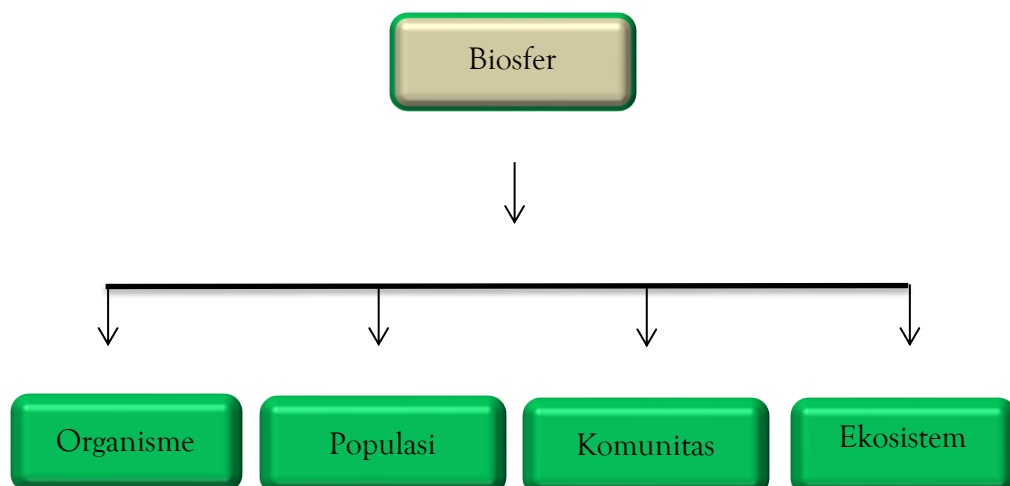 Biosfer
Organisme
Populasi
Komunitas
Ekosistem